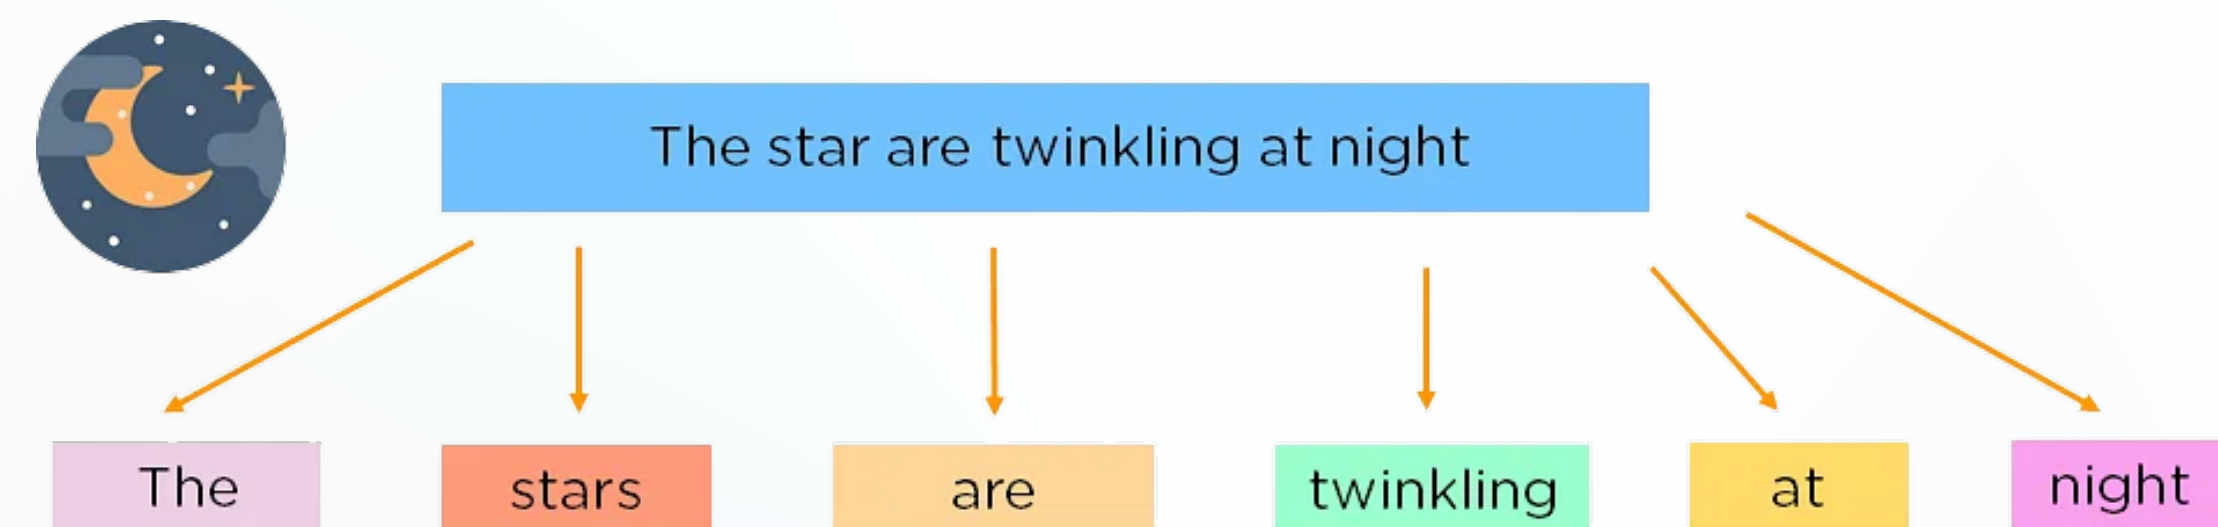 The star are twinkling at night
The stars are twinkling at night